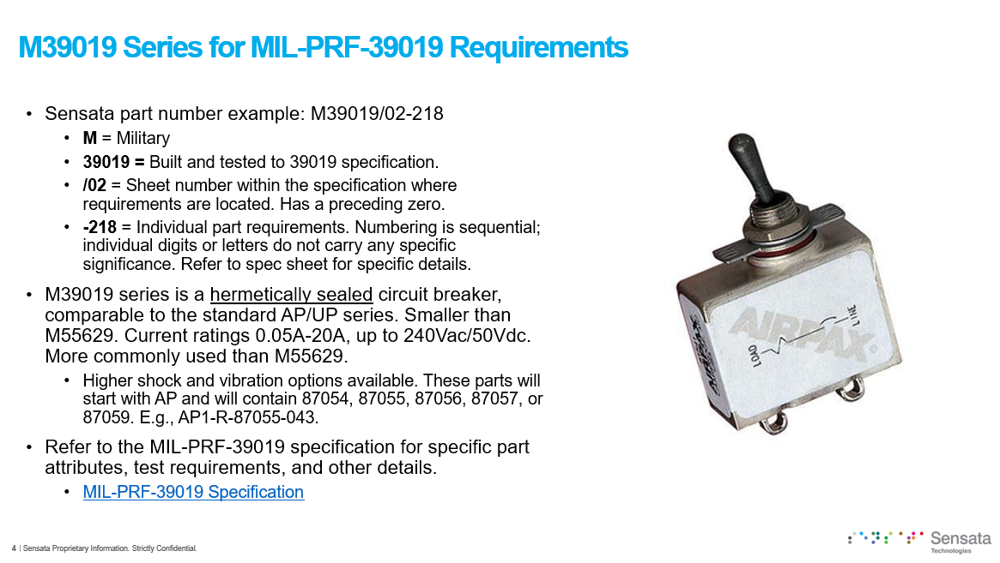 M39019 Series for MIL-PRF-39019 Requirements
• Sensata part number example: M39019/02-218
• M = Military
• 39019 = Built and tested to 39019 specification.
• /02 = Sheet number within the specification where
requirements are located. Has a preceding zero.
• -218 = Individual part requirements. Numbering is sequential;
individual digits or letters do not carry any specific
significance. Refer to spec sheet for specific details.
• M39019 series is a hermetically sealed circuit breaker,
comparable to the standard AP/UP series. Smaller than
M55629. Current ratings 0.05A-20A, up to 240Vac/50Vdc.
More commonly used than M55629.
• Higher shock and vibration options available. These parts will
start with AP and will contain 87054, 87055, 87056, 87057, or
87059. E.g., AP1-R-87055-043.
• Refer to the MIL-PRF-39019 specification for specific part
attributes, test requirements, and other details.
• MIL-PRF-39019 Specification
AIRPAX®
LOAD
LINE
AIRPAX
4 | Sensata Proprietary Information. Strictly Confidential.
Sensata
Technologies